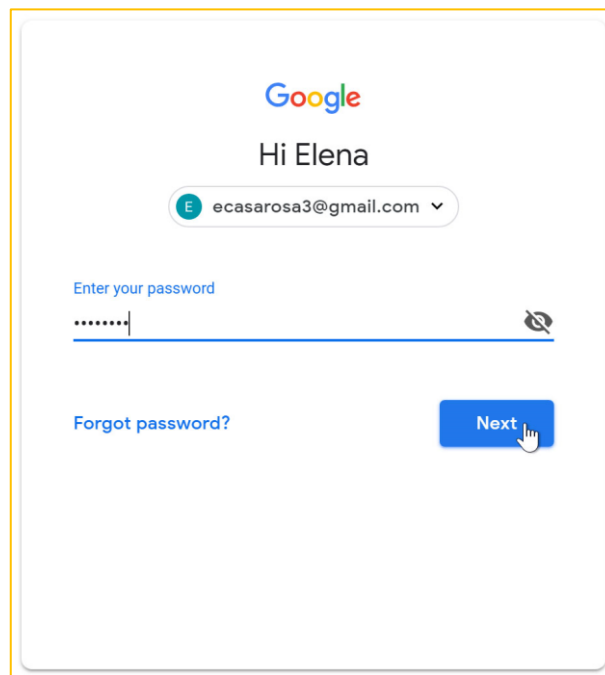 Google
Hi Elena
E ecasarosa3@gmail.com
Enter your password
••••••••
Forgot password?
Next